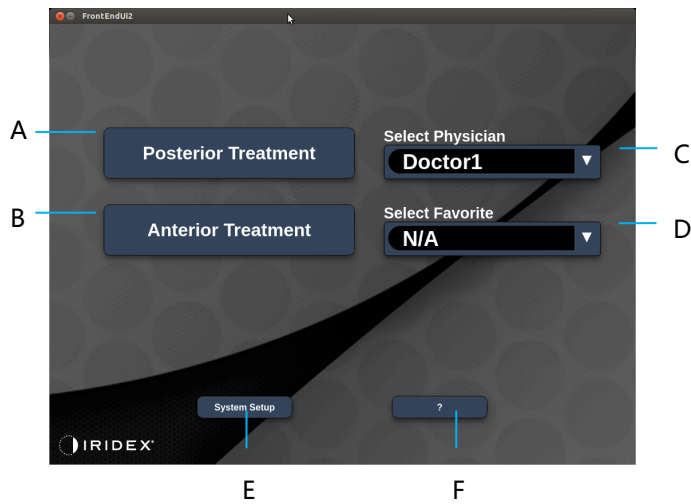 FrontEndUI2
A
Posterior Treatment
Select Physician
Doctor1
C
B
Anterior Treatment
Select Favorite
N/A
D
System Setup
?
IRIDEX
E
F